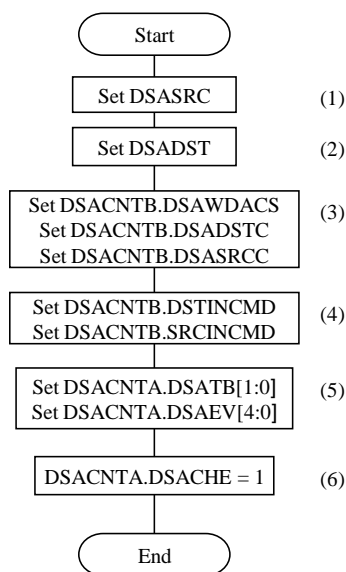 Start
Set DSASRC (1)
Set DSADST (2)
Set DSACNTB.DSAWDACS
Set DSACNTB.DSADSTC
Set DSACNTB.DSASRCC
(3)
Set DSACNTB.DSTINCMD
Set DSACNTB.SRCINCMD
(4)
Set DSACNTA.DSATB[1:0]
Set DSACNTA.DSAEV[4:0]
(5)
DSACNTA.DSACHE = 1 (6)
End